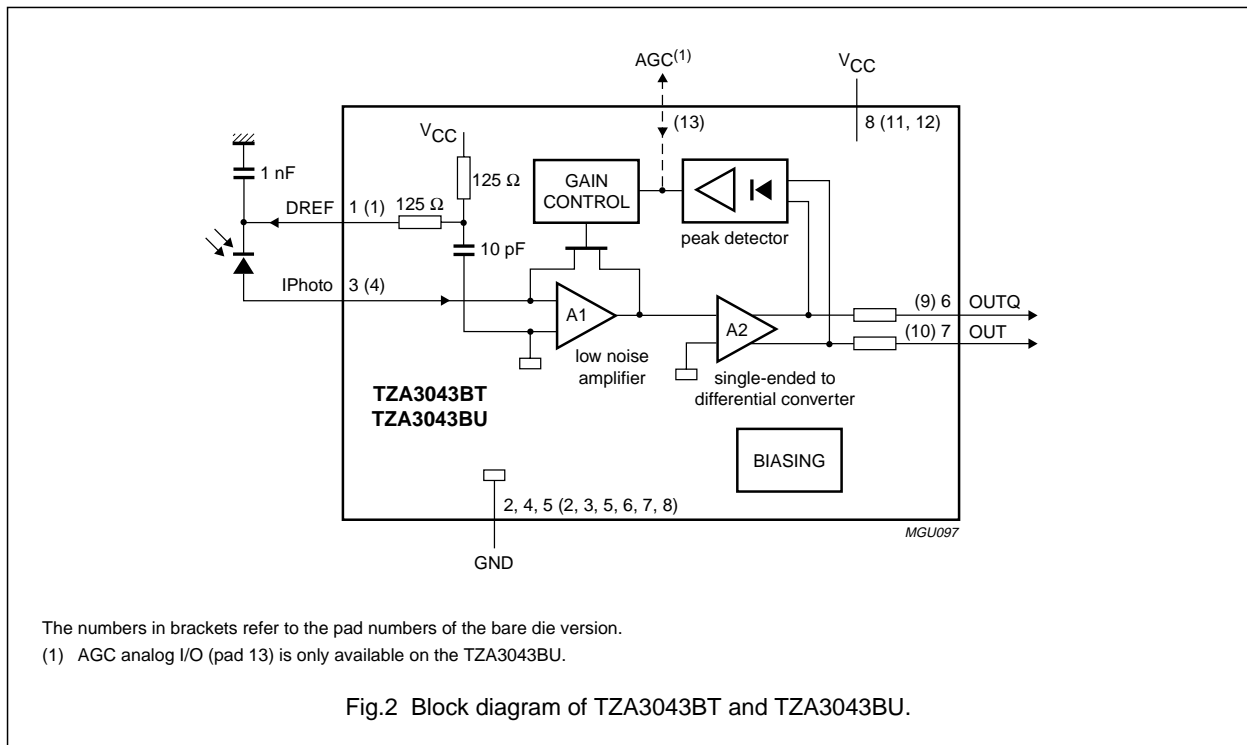 AGC(1)
VCC
(13)
8 (11, 12)
VCC
1 nF
125 Ω
GAIN
CONTROL
DREF
1 (1)
125 Ω
peak detector
10 pF
IPhoto
3 (4)
A1
A2
(9) 6
OUTQ
(10) 7
OUT
low noise
amplifier
single-ended to
differential converter
TZA3043BT
TZA3043BU
BIASING
2, 4, 5 (2, 3, 5, 6, 7, 8)
MGU097
GND
The numbers in brackets refer to the pad numbers of the bare die version.
(1) AGC analog I/O (pad 13) is only available on the TZA3043BU.
Fig.2 Block diagram of TZA3043BT and TZA3043BU.